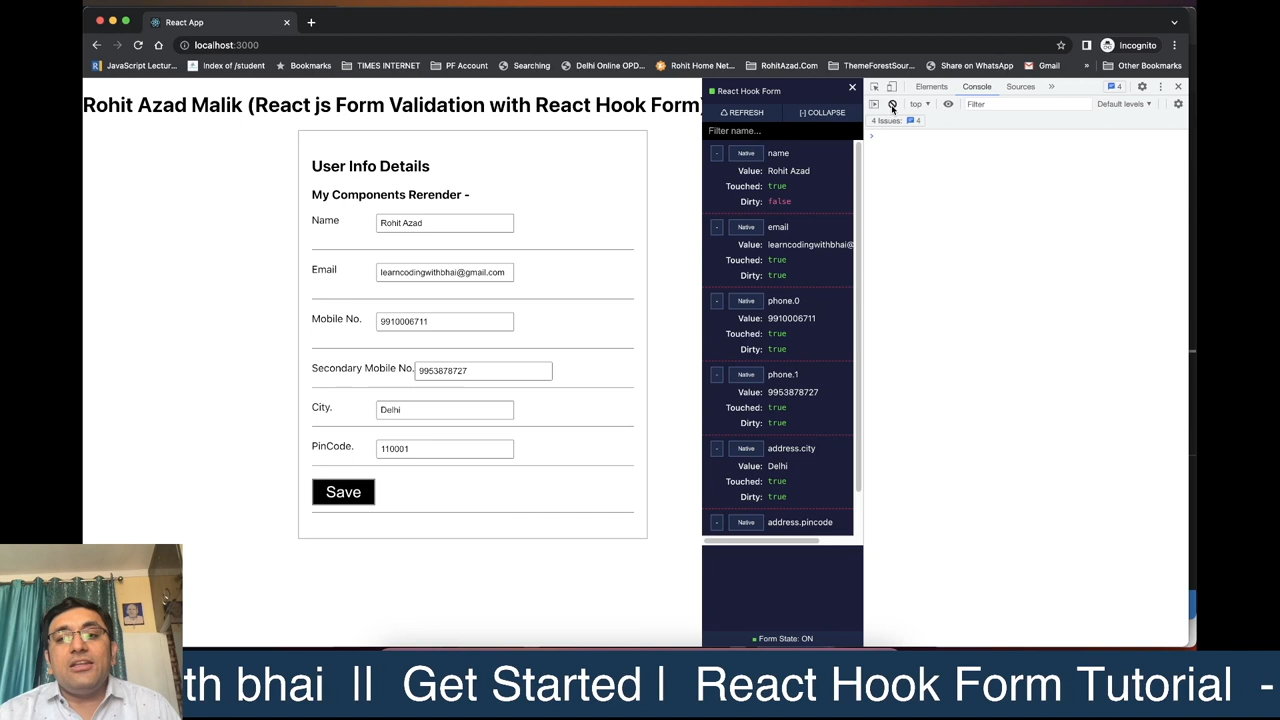 React App
localhost:3000
Incognito
JavaScript Lectur...
Index of /student
Bookmarks
TIMES INTERNET
PF Account
Searching
Delhi Online OPD...
Rohit Home Net...
RohitAzad.Com
ThemeForestSour...
Share on WhatsApp
Gmail
»
Other Bookmarks
Rohit Azad Malik (React js Form Validation with React Hook Form)
User Info Details
My Components Rerender -
Name
Rohit Azad
Email
learncodingwithbhai@gmail.com
Mobile No.
9910006711
Secondary Mobile No.
9953878727
City.
Delhi
PinCode.
110001
Save
React Hook Form
REFRESH
[-] COLLAPSE
Filter name...
- Native name
Value: Rohit Azad
Touched: true
Dirty: false
- Native email
Value: learncodingwithbhai@
Touched: true
Dirty: true
- Native phone.0
Value: 9910006711
Touched: true
Dirty: true
- Native phone.1
Value: 9953878727
Touched: true
Dirty: true
- Native address.city
Value: Delhi
Touched: true
Dirty: true
- Native address.pincode
Form State: ON
Elements
Console
Sources
»
4
top
Filter
Default levels
4 Issues: 4
th bhai || Get Started | React Hook Form Tutorial -